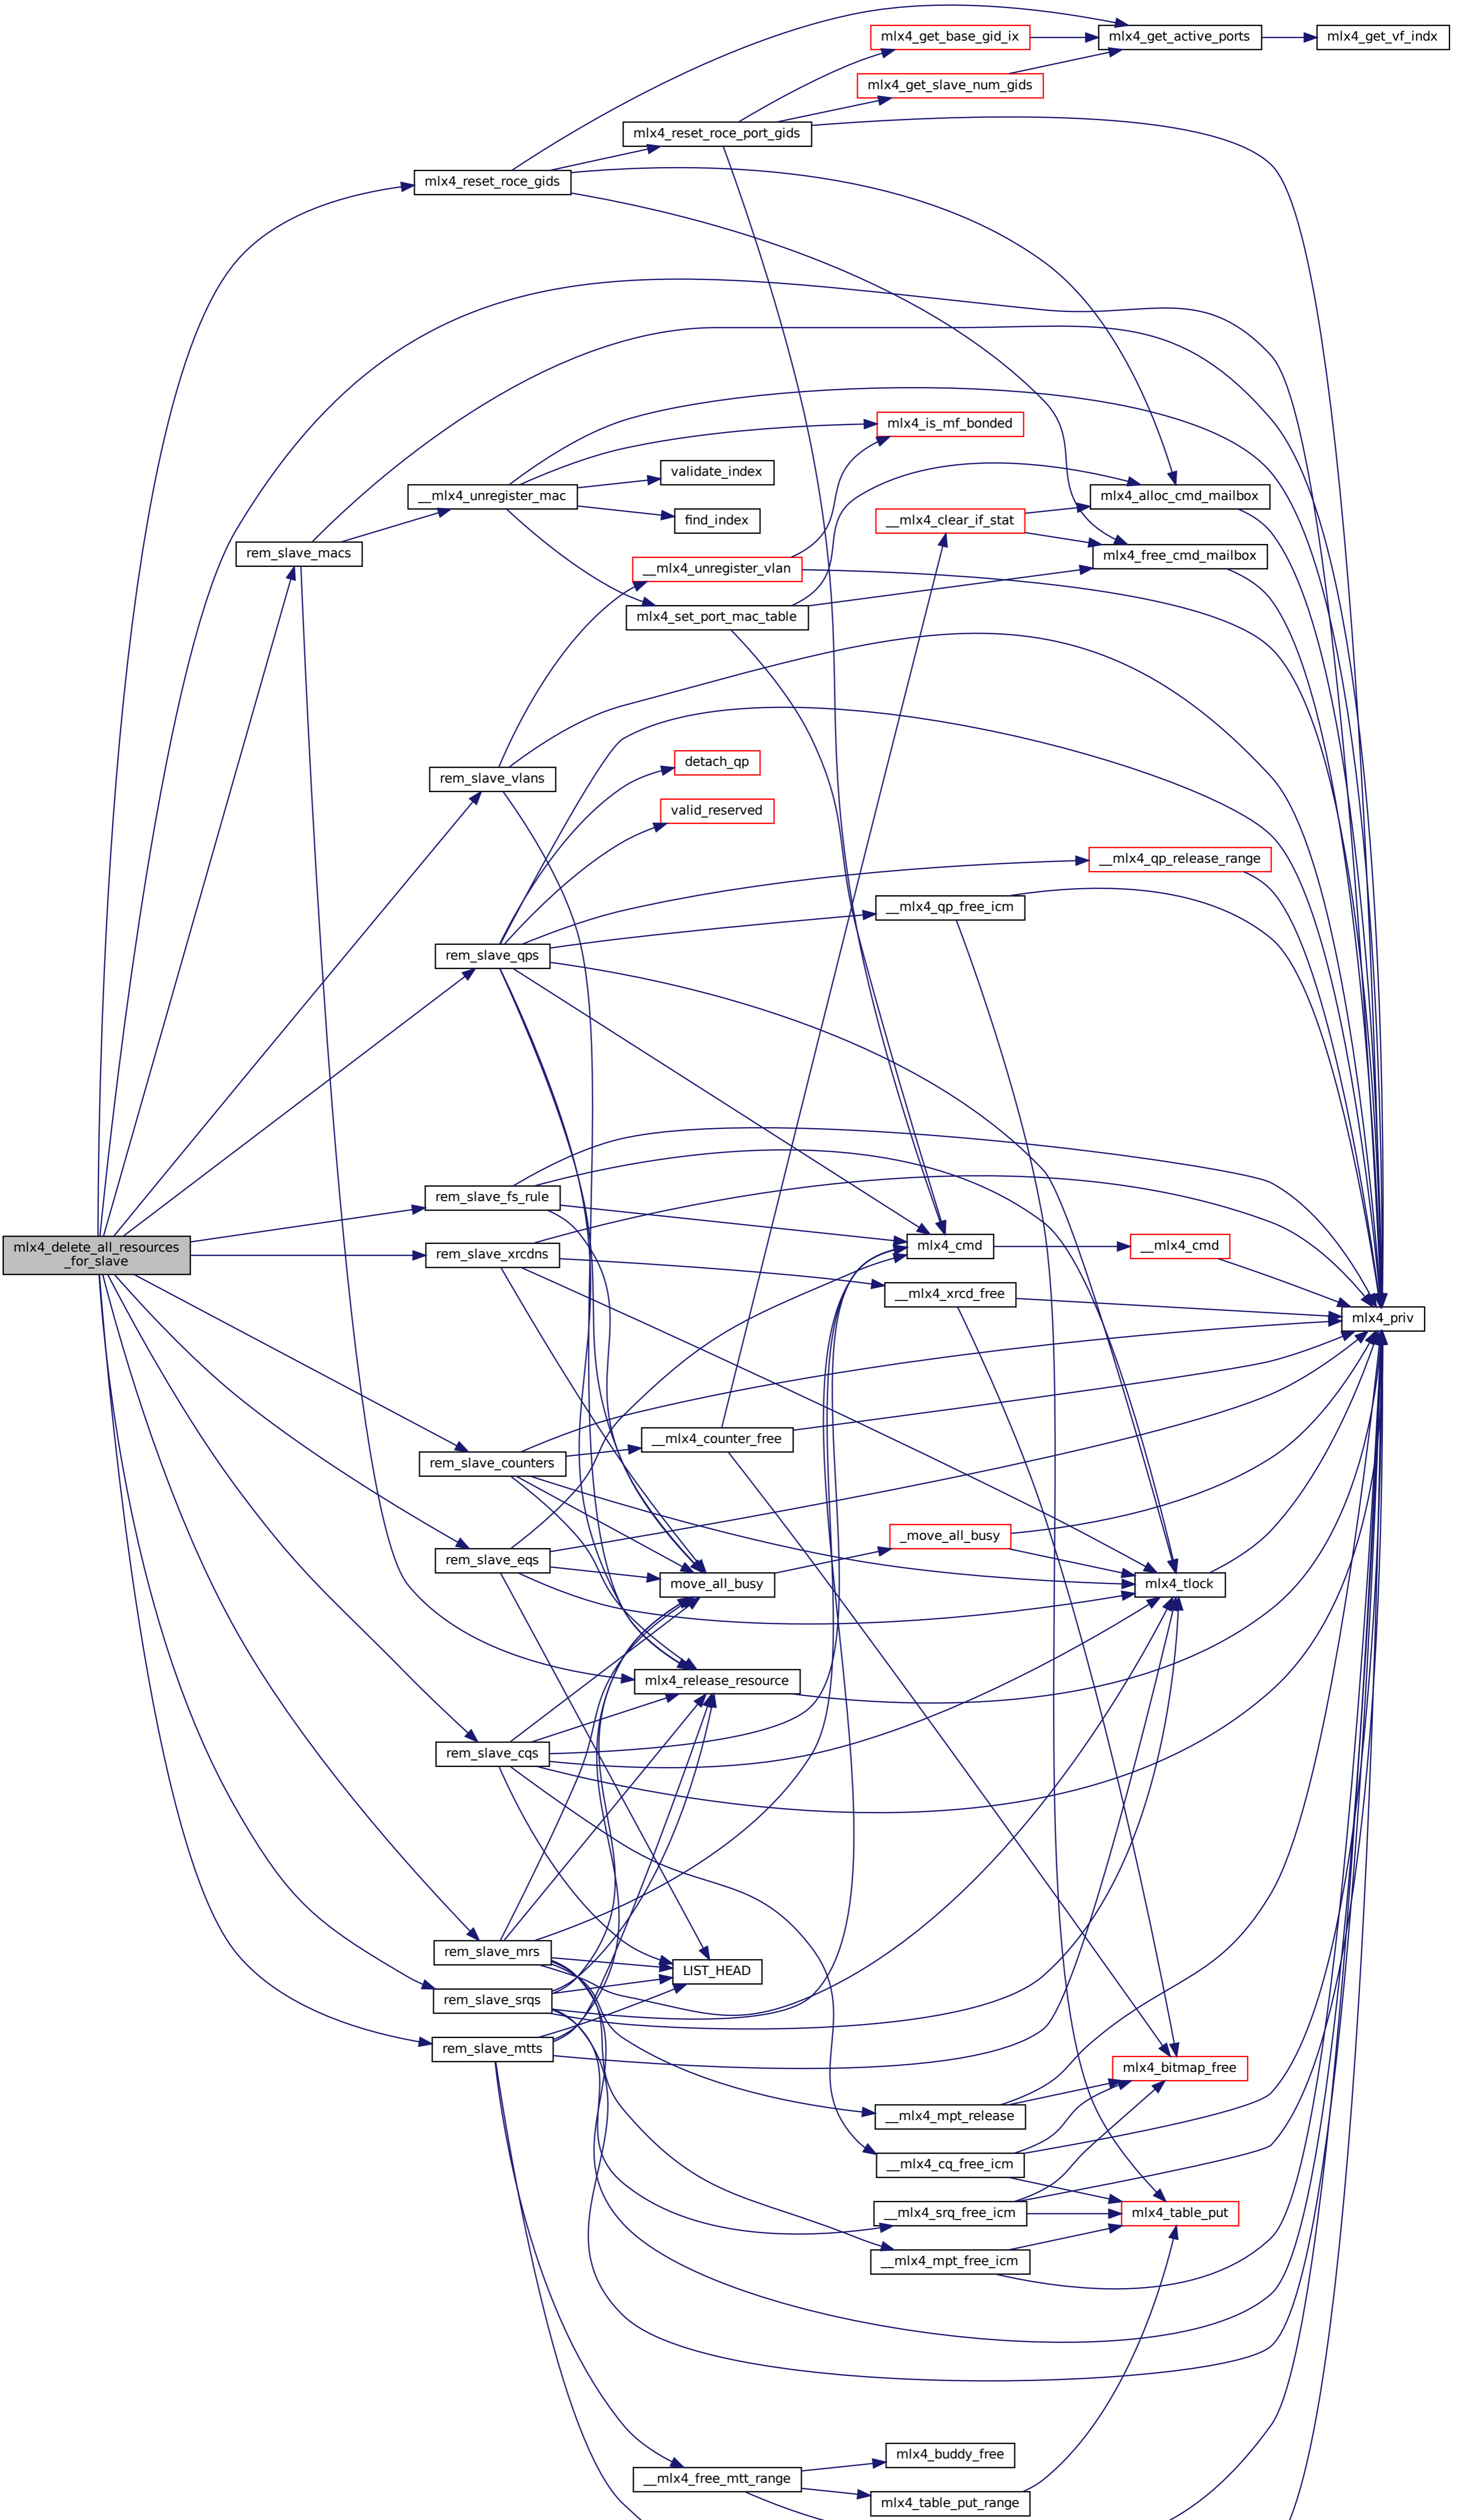 mlx4_get_base_gid_ix
mlx4_get_active_ports
mlx4_get_vf_indx
mlx4_get_slave_num_gids
mlx4_reset_roce_port_gids
mlx4_reset_roce_gids
mlx4_is_mf_bonded
validate_index
__mlx4_unregister_mac
mlx4_alloc_cmd_mailbox
find_index
__mlx4_clear_if_stat
rem_slave_macs
mlx4_free_cmd_mailbox
__mlx4_unregister_vlan
mlx4_set_port_mac_table
detach_qp
rem_slave_vlans
valid_reserved
__mlx4_qp_release_range
__mlx4_qp_free_icm
rem_slave_qps
rem_slave_fs_rule
mlx4_cmd
__mlx4_cmd
mlx4_delete_all_resources
_for_slave
rem_slave_xrcdns
__mlx4_xrcd_free
mlx4_priv
__mlx4_counter_free
rem_slave_counters
_move_all_busy
rem_slave_eqs
move_all_busy
mlx4_tlock
mlx4_release_resource
rem_slave_cqs
rem_slave_mrs
LIST_HEAD
rem_slave_srqs
rem_slave_mtts
mlx4_bitmap_free
__mlx4_mpt_release
__mlx4_cq_free_icm
__mlx4_srq_free_icm
mlx4_table_put
__mlx4_mpt_free_icm
mlx4_buddy_free
__mlx4_free_mtt_range
mlx4_table_put_range